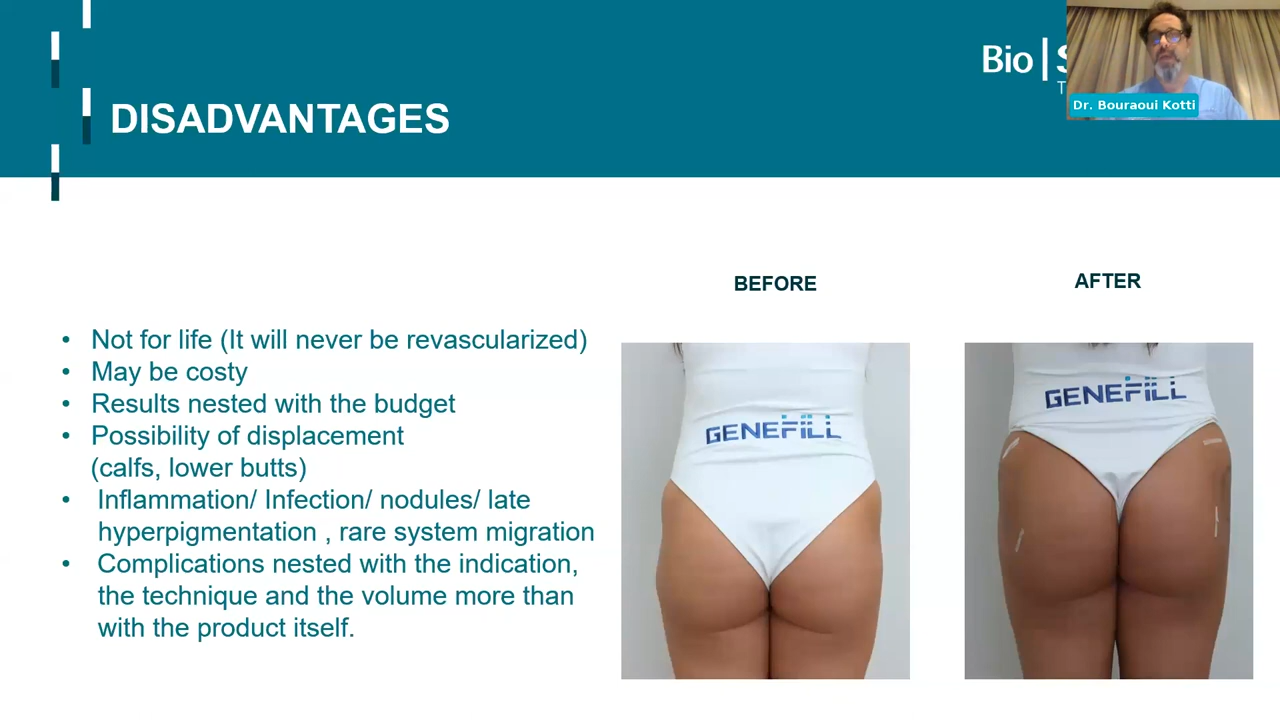 Bio
Dr. Bouraoui Kotti
DISADVANTAGES
BEFORE
AFTER
• Not for life (It will never be revascularized)
• May be costy
• Results nested with the budget
• Possibility of displacement
(calfs, lower butts)
• Inflammation/ Infection/ nodules/ late
hyperpigmentation , rare system migration
• Complications nested with the indication,
the technique and the volume more than
with the product itself.
GENEFILL
GENEFILL